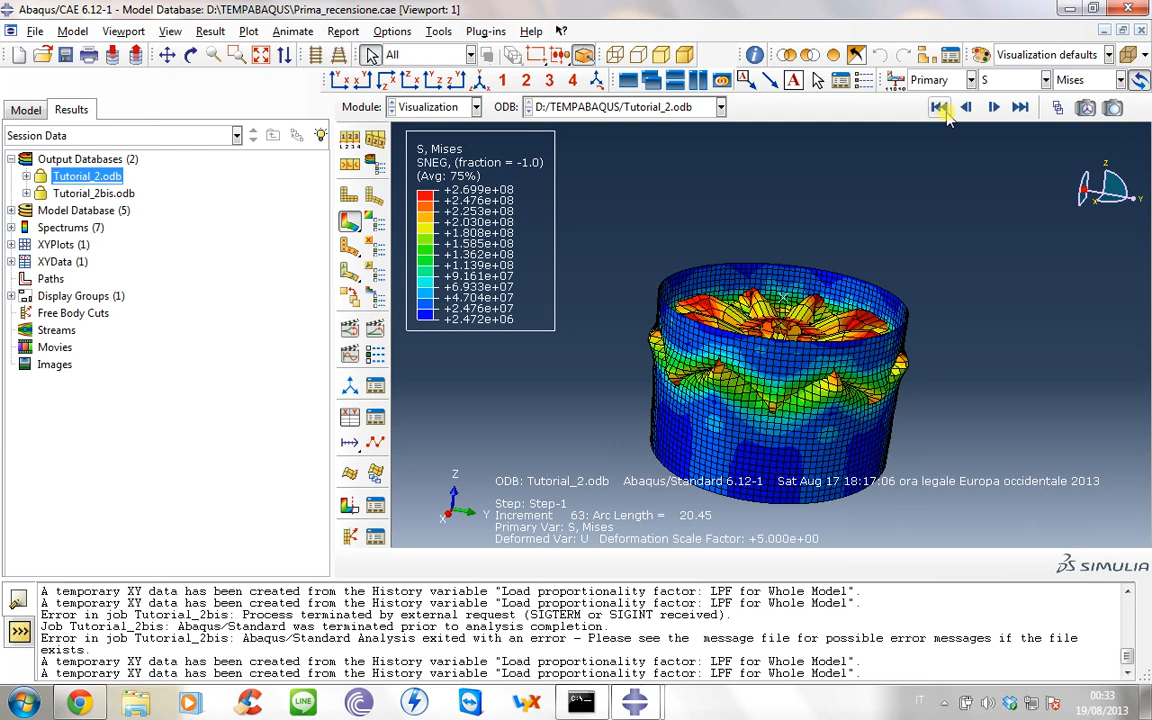 Abaqus/CAE 6.12-1 - Model Database: D:\TEMPABAQUS\Prima_recensione.cae [Viewport: 1]
File Model Viewport View Result Plot Animate Report Options Tools Plug-ins Help
All
Visualization defaults
1 2 3 4
Primary S Mises
Model Results
Module: Visualization ODB: D:/TEMPABAQUS/Tutorial_2.odb
Session Data
Output Databases (2)
Tutorial_2.odb
Tutorial_2bis.odb
Model Database (5)
Spectrums (7)
XYPlots (1)
XYData (1)
Paths
Display Groups (1)
Free Body Cuts
Streams
Movies
Images
S, Mises
SNEG, (fraction = -1.0)
(Avg: 75%)
+2.699e+08
+2.476e+08
+2.253e+08
+2.030e+08
+1.808e+08
+1.585e+08
+1.362e+08
+1.139e+08
+9.161e+07
+6.933e+07
+4.704e+07
+2.476e+07
+2.472e+06
Z
X
Y
Z
Y
X
ODB: Tutorial_2.odb Abaqus/Standard 6.12-1 Sat Aug 17 18:17:06 ora legale Europa occidentale 2013
Step: Step-1
Increment 63: Arc Length = 20.45
Primary Var: S, Mises
Deformed Var: U Deformation Scale Factor: +5.000e+00
SIMULIA
A temporary XY data has been created from the History variable "Load proportionality factor: LPF for Whole Model".
A temporary XY data has been created from the History variable "Load proportionality factor: LPF for Whole Model".
Error in job Tutorial_2bis: Process terminated by external request (SIGTERM or SIGINT received).
Job Tutorial_2bis: Abaqus/Standard was terminated prior to analysis completion.
Error in job Tutorial_2bis: Abaqus/Standard Analysis exited with an error - Please see the message file for possible error messages if the file
exists.
A temporary XY data has been created from the History variable "Load proportionality factor: LPF for Whole Model".
A temporary XY data has been created from the History variable "Load proportionality factor: LPF for Whole Model".
IT
00:33
19/08/2013